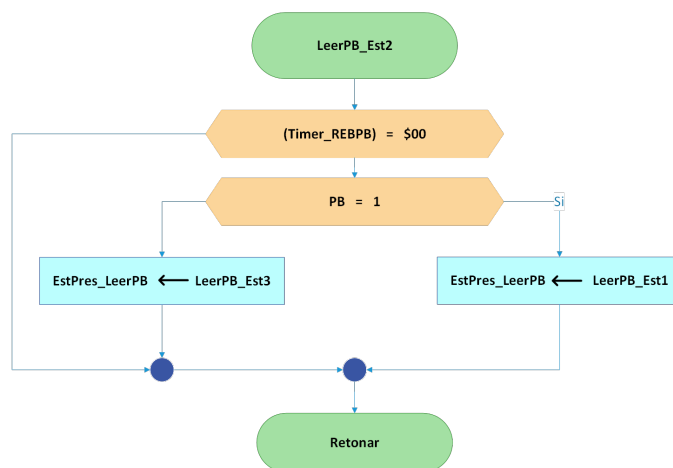 LeerPB_Est2
(Timer_REBPB) = $00
PB = 1
Si
EstPres_LeerPB ⟵ LeerPB_Est3
EstPres_LeerPB ⟵ LeerPB_Est1
Retonar